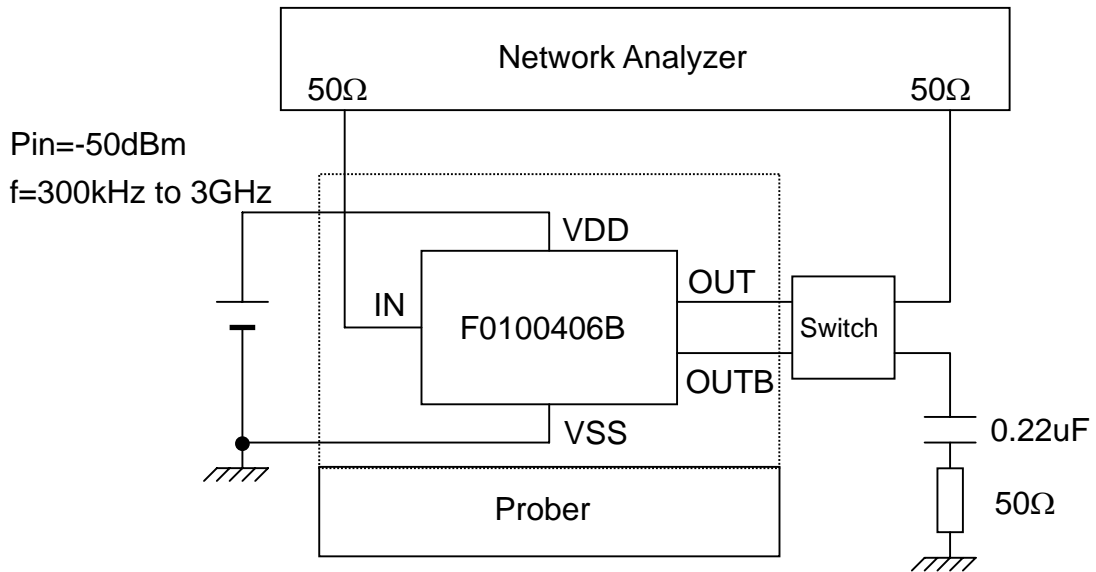 Network Analyzer
50Ω
50Ω
Pin=-50dBm
f=300kHz to 3GHz
VDD
IN
OUT
F0100406B
Switch
OUTB
VSS
0.22uF
50Ω
Prober